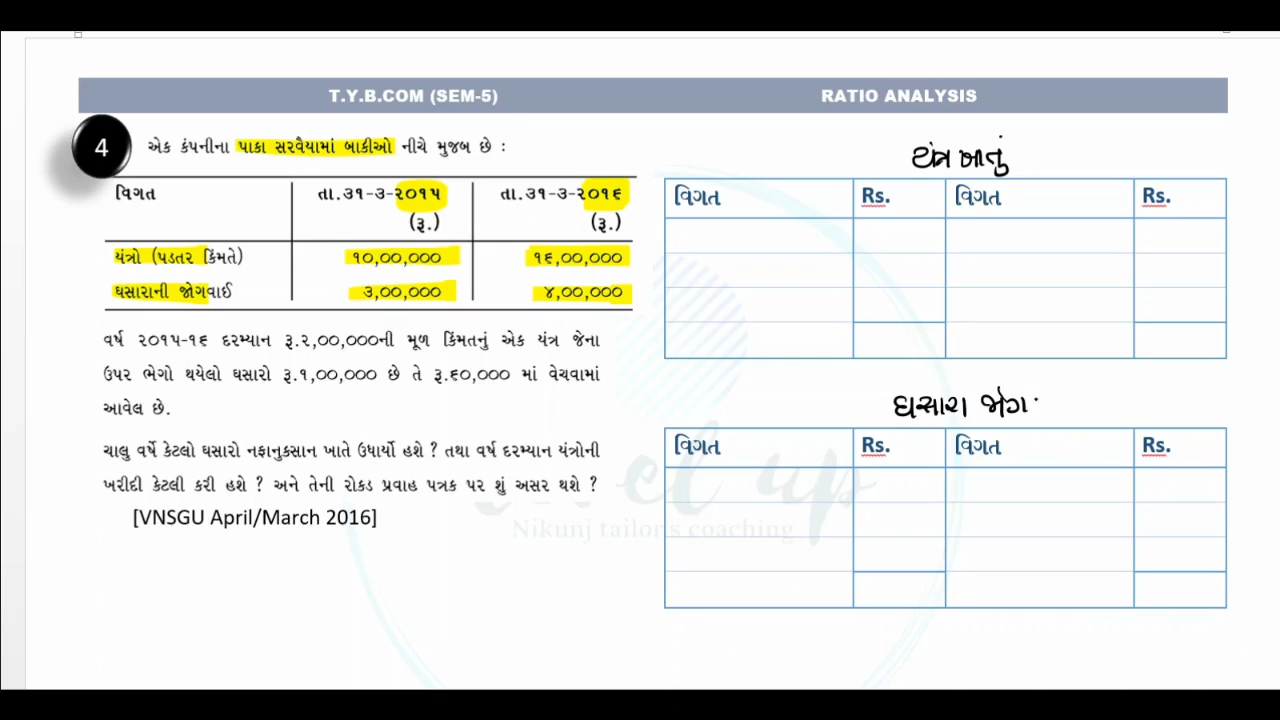 T.Y.B.COM (SEM-5) RATIO ANALYSIS
4 એક કંપનીના પાકા સરવૈયામાં બાકીઓ નીચે મુજબ છે :
વિગત તા.૩૧-૩-૨૦૧૫ તા.૩૧-૩-૨૦૧૬
(રૂ.) (રૂ.)
યંત્રો (પડતર કિંમતે) ૧૦,૦૦,૦૦૦ ૧૬,૦૦,૦૦૦
ઘસારાની જોગવાઈ ૩,૦૦,૦૦૦ ૪,૦૦,૦૦૦
વર્ષ ૨૦૧૫-૧૬ દરમ્યાન રૂ.૨,૦૦,૦૦૦ની મૂળ કિંમતનું એક યંત્ર જેના
ઉપર ભેગો થયેલો ઘસારો રૂ.૧,૦૦,૦૦૦ છે તે રૂ.૬૦,૦૦૦ માં વેચવામાં
આવેલ છે.
ચાલુ વર્ષે કેટલો ઘસારો નફાનુકસાન ખાતે ઉધાર્યો હશે ? તથા વર્ષ દરમ્યાન યંત્રોની
ખરીદી કેટલી કરી હશે ? અને તેની રોકડ પ્રવાહ પત્રક પર શું અસર થશે ?
[VNSGU April/March 2016]
યંત્ર ખાતું
વિગત Rs. વિગત Rs.
ઘસારા જોગ.
વિગત Rs. વિગત Rs.
el up
Nikunj tailor's coaching